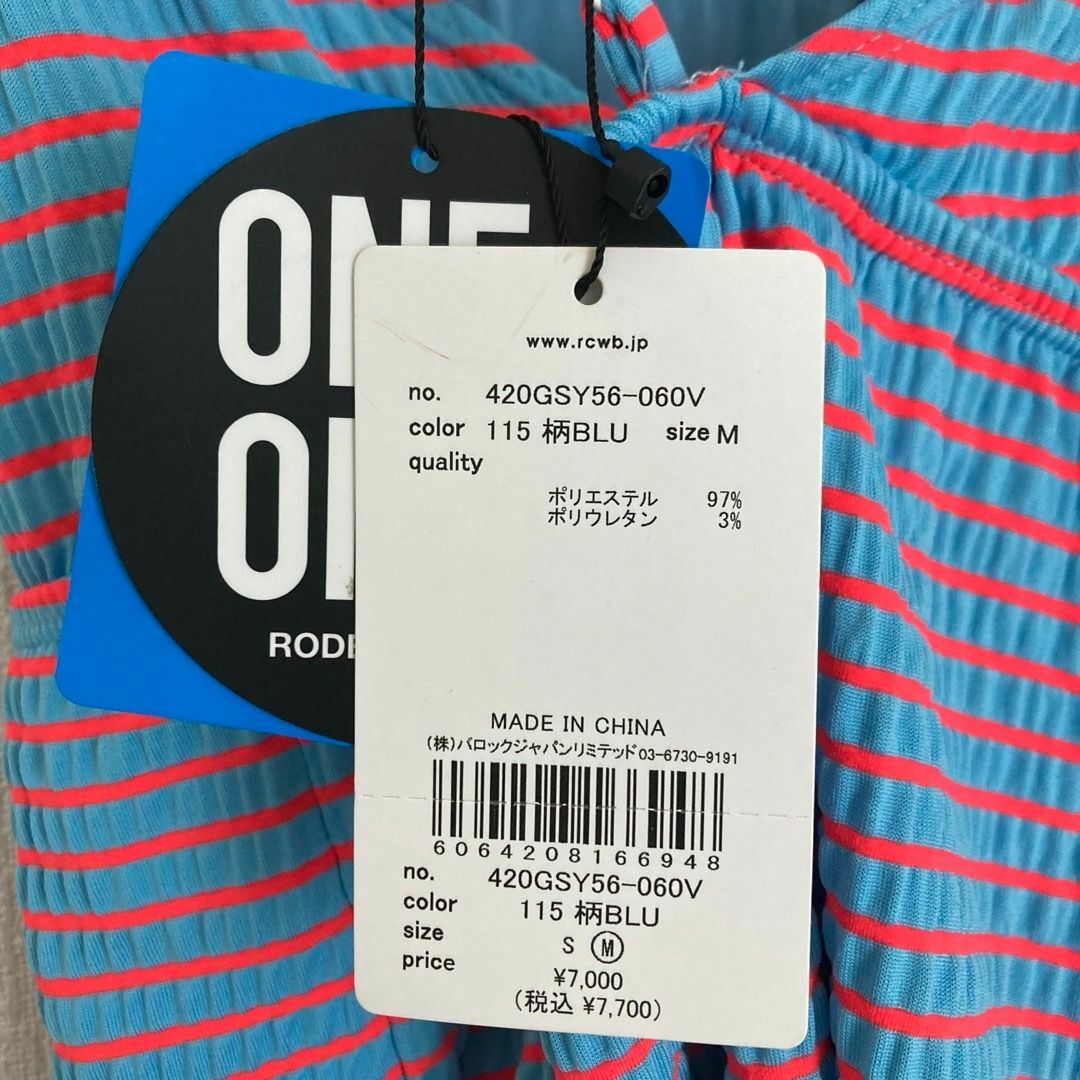 ONE
www.rcwb.jp
no. 420GSY56-060V
color 115 柄BLU size M
quality
ポリエステル 97%
ポリウレタン 3%
MADE IN CHINA
(株)バロックジャパンリミテッド03-6730-9191
6064208166948
no. 420GSY56-060V
color 115 柄BLU
size S M
price ¥7,000
(税込 ¥7,700)